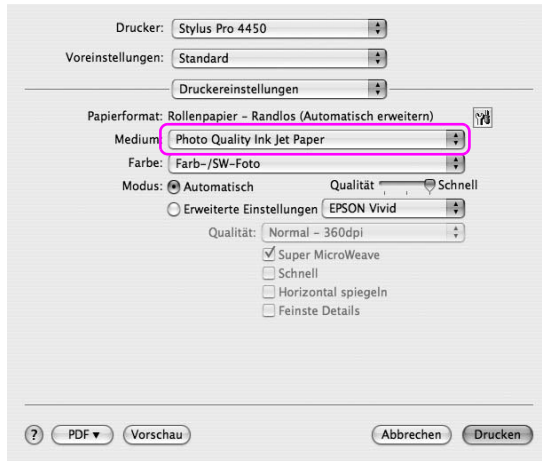 Drucker: Stylus Pro 4450
Voreinstellungen: Standard
Druckereinstellungen
Papierformat: Rollenpapier – Randlos (Automatisch erweitern)
Medium: Photo Quality Ink Jet Paper
Farbe: Farb-/SW-Foto
Modus: Automatisch Qualität Schnell
Erweiterte Einstellungen EPSON Vivid
Qualität: Normal – 360dpi
Super MicroWeave
Schnell
Horizontal spiegeln
Feinste Details
? PDF Vorschau Abbrechen Drucken